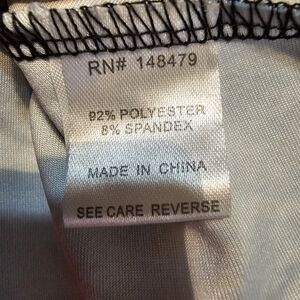 RN# 148479
92% POLYESTER
8% SPANDEX
MADE IN CHINA
SEE CARE REVERSE